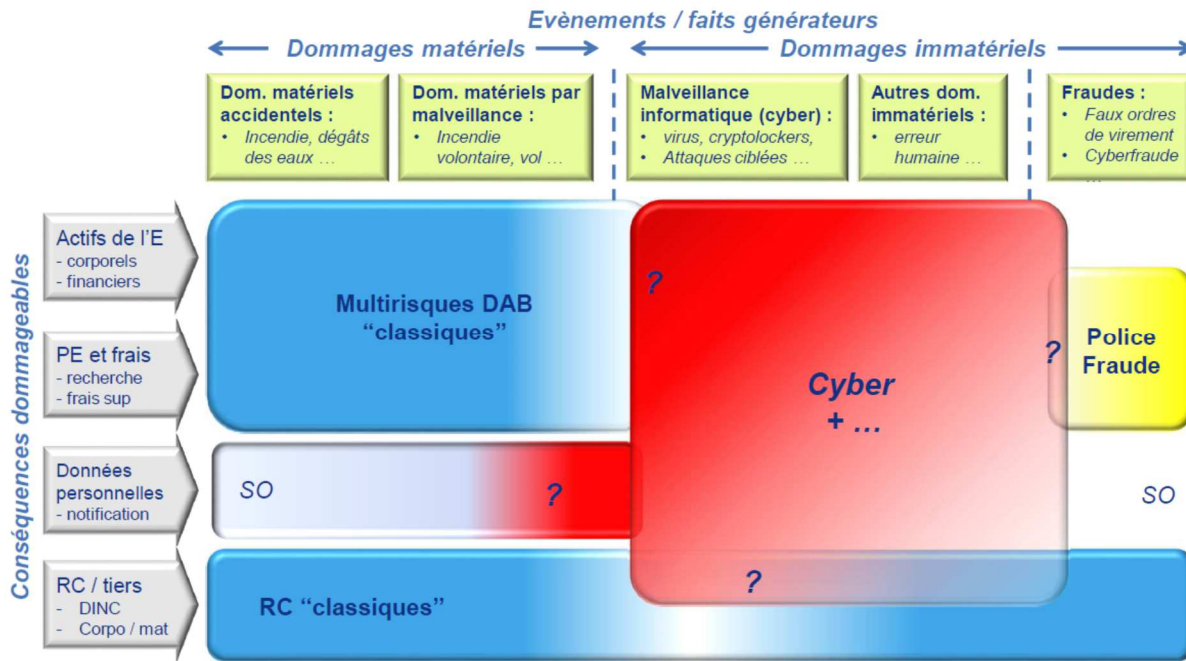 Evènements / faits générateurs
Dommages matériels
Dommages immatériels
Dom. matériels
accidentels :
• Incendie, dégâts
des eaux …
Dom. matériels par
malveillance :
• Incendie
volontaire, vol …
Malveillance
informatique (cyber) :
• virus, cryptolockers,
• Attaques ciblées …
Autres dom.
immatériels :
• erreur
humaine …
Fraudes :
• Faux ordres
de virement
• Cyberfraude
…
Conséquences dommageables
Actifs de l’E
- corporels
- financiers
PE et frais
- recherche
- frais sup
Données
personnelles
- notification
RC / tiers
- DINC
- Corpo / mat
Multirisques DAB
“classiques”
?
Cyber
+ …
?
Police
Fraude
SO
?
SO
RC “classiques”
?